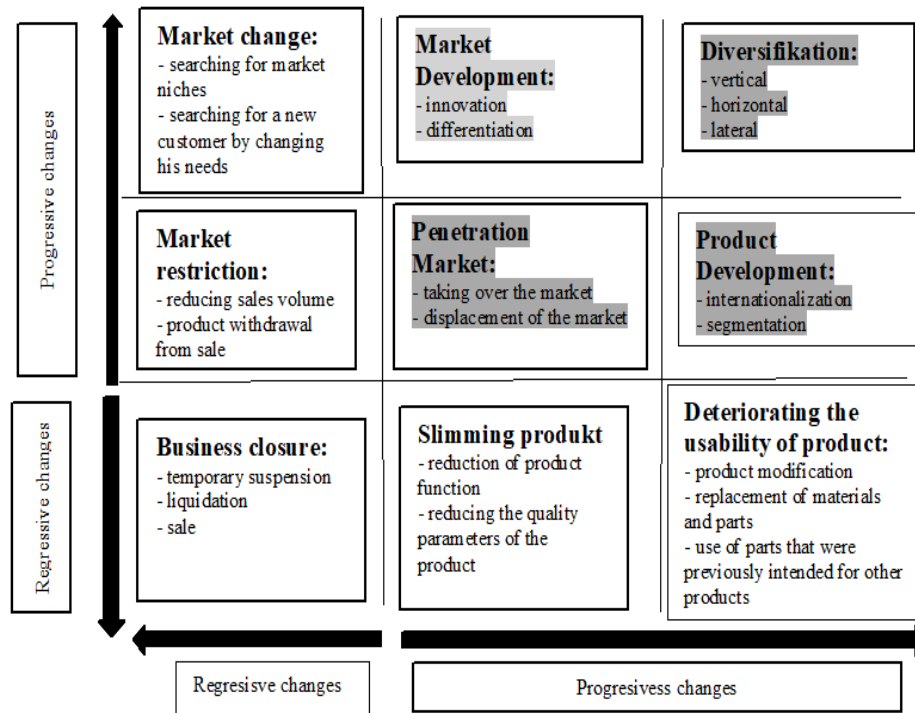 Progressive changes
Market change:
- searching for market
niches
- searching for a new
customer by changing
his needs
Market
Development:
- innovation
- differentiation
Diversifikation:
- vertical
- horizontal
- lateral
Market
restriction:
- reducing sales volume
- product withdrawal
from sale
Penetration
Market:
- taking over the market
- displacement of the market
Product
Development:
- internationalization
- segmentation
Regressive changes
Business closure:
- temporary suspension
- liquidation
- sale
Slimming produkt
- reduction of product
function
- reducing the quality
parameters of the
product
Deteriorating the
usability of product:
- product modification
- replacement of materials
and parts
- use of parts that were
previously intended for other
products
Regresisve changes
Progresivess changes